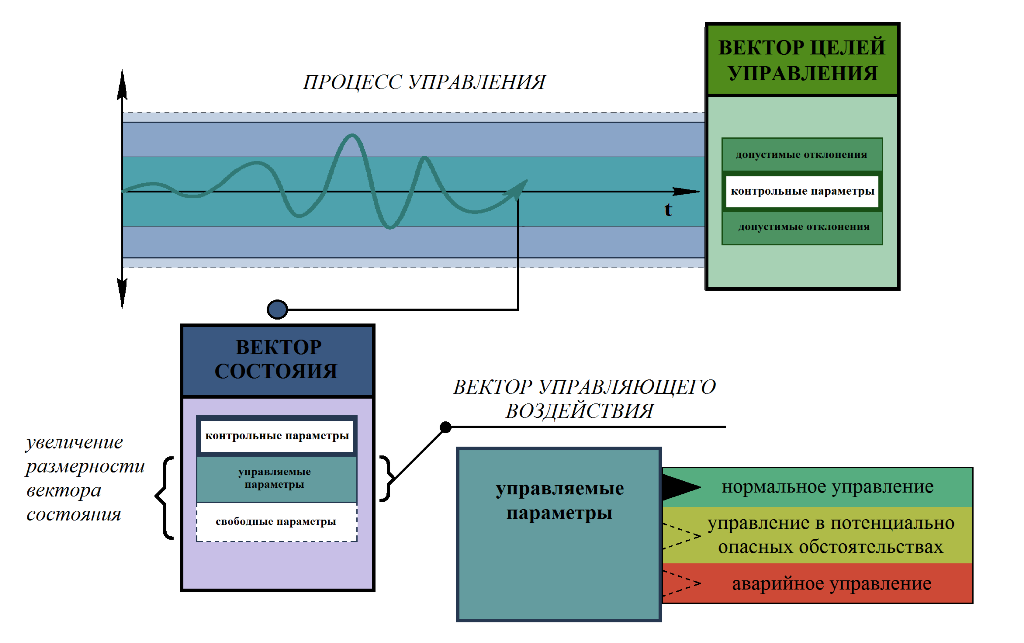 ПРОЦЕСС УПРАВЛЕНИЯ
ВЕКТОР ЦЕЛЕЙ
УПРАВЛЕНИЯ
допустимые отклонения
контрольные параметры
допустимые отклонения
t
ВЕКТОР
СОСТОЯИЯ
контрольные параметры
управляемые
параметры
свободные параметры
увеличение
размерности
вектора
состояния
ВЕКТОР УПРАВЛЯЮЩЕГО
ВОЗДЕЙСТВИЯ
управляемые
параметры
нормальное управление
управление в потенциально
опасных обстоятельствах
аварийное управление